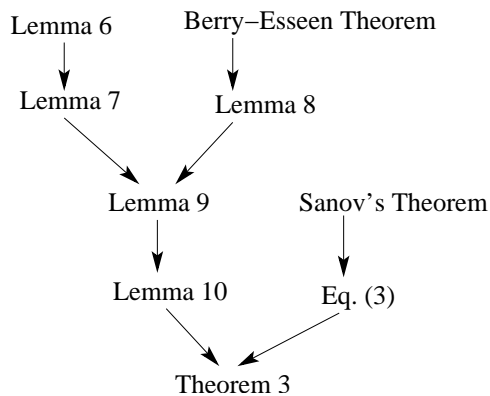 Lemma 6
Berry–Esseen Theorem
Lemma 7
Lemma 8
Lemma 9
Sanov's Theorem
Lemma 10
Eq. (3)
Theorem 3